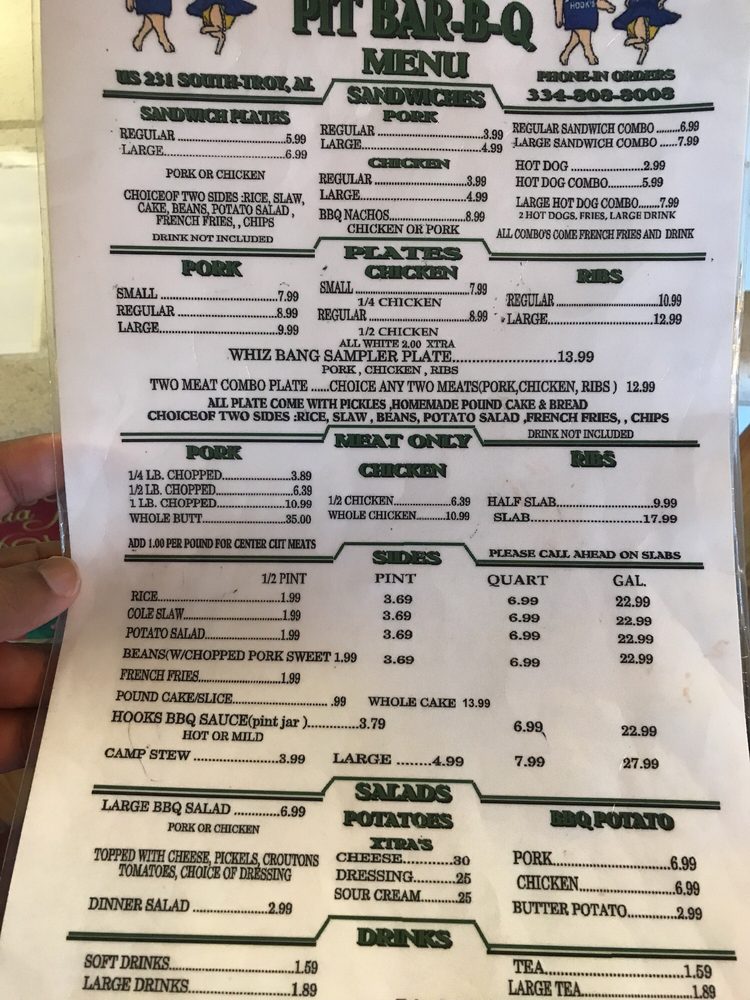 PIT BAR-B-Q
HOOK'S
MENU
US 231 SOUTH-TROY, AL
PHONE-IN ORDERS
334-808-8008
SANDWICHES
SANDWICH PLATES
REGULAR ..........5.99
LARGE..........6.99
PORK OR CHICKEN
CHOICEOF TWO SIDES :RICE, SLAW,
CAKE, BEANS, POTATO SALAD ,
FRENCH FRIES, , CHIPS
DRINK NOT INCLUDED
PORK
REGULAR ..........3.99
LARGE..........4.99
CHICKEN
REGULAR ..........3.99
LARGE..........4.99
BBQ NACHOS..........8.99
CHICKEN OR PORK
REGULAR SANDWICH COMBO ........6.99
LARGE SANDWICH COMBO ......7.99
HOT DOG ..........2.99
HOT DOG COMBO..........5.99
LARGE HOT DOG COMBO.......7.99
2 HOT DOGS, FRIES, LARGE DRINK
ALL COMBO'S COME FRENCH FRIES AND DRINK
PLATES
PORK
SMALL ..........7.99
REGULAR ..........8.99
LARGE..........9.99
CHICKEN
SMALL ..........7.99
1/4 CHICKEN
REGULAR ..........8.99
1/2 CHICKEN
ALL WHITE 2.00 XTRA
RIBS
REGULAR ..........10.99
LARGE..........12.99
WHIZ BANG SAMPLER PLATE..........13.99
PORK , CHICKEN , RIBS
TWO MEAT COMBO PLATE ......CHOICE ANY TWO MEATS(PORK,CHICKEN, RIBS ) 12.99
ALL PLATE COME WITH PICKLES ,HOMEMADE POUND CAKE & BREAD
CHOICEOF TWO SIDES :RICE, SLAW , BEANS, POTATO SALAD ,FRENCH FRIES, , CHIPS
DRINK NOT INCLUDED
MEAT ONLY
PORK
1/4 LB. CHOPPED..........3.89
1/2 LB. CHOPPED..........6.39
1 LB. CHOPPED..........10.99
WHOLE BUTT..........35.00
ADD 1.00 PER POUND FOR CENTER CUT MEATS
CHICKEN
1/2 CHICKEN..........6.39
WHOLE CHICKEN..........10.99
RIBS
HALF SLAB..........9.99
SLAB..........17.99
PLEASE CALL AHEAD ON SLABS
SIDES
1/2 PINT PINT QUART GAL.
RICE..........1.99 3.69 6.99 22.99
COLE SLAW..........1.99 3.69 6.99 22.99
POTATO SALAD..........1.99 3.69 6.99 22.99
BEANS(W/CHOPPED PORK SWEET 1.99 3.69 6.99 22.99
FRENCH FRIES..........1.99
POUND CAKE/SLICE.......... .99 WHOLE CAKE 13.99
HOOKS BBQ SAUCE(pint jar )..........3.79 6.99 22.99
HOT OR MILD
CAMP STEW ..........3.99 LARGE ........4.99 7.99 27.99
SALADS
LARGE BBQ SALAD ..........6.99
PORK OR CHICKEN
TOPPED WITH CHEESE, PICKELS, CROUTONS
TOMATOES, CHOICE OF DRESSING
DINNER SALAD ..........2.99
POTATOES
XTRA'S
CHEESE..........30
DRESSING..........25
SOUR CREAM.....25
BBQ POTATO
PORK..........6.99
CHICKEN..........6.99
BUTTER POTATO..........2.99
DRINKS
SOFT DRINKS..........1.59
LARGE DRINKS..........1.89
TEA..........1.59
LARGE TEA..........1.89